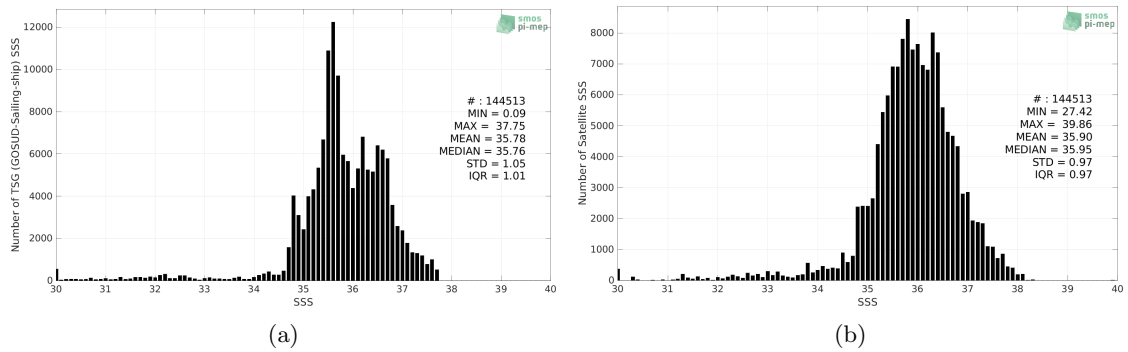 smos
pi-mep
12000
10000
8000
6000
4000
2000
0
Number of TSG (GOSUD-Sailing-ship) SSS
# : 144513
MIN = 0.09
MAX = 37.75
MEAN = 35.78
MEDIAN = 35.76
STD = 1.05
IQR = 1.01
30 31 32 33 34 35 36 37 38 39 40
SSS
(a)
smos
pi-mep
8000
7000
6000
5000
4000
3000
2000
1000
0
Number of Satellite SSS
# : 144513
MIN = 27.42
MAX = 39.86
MEAN = 35.90
MEDIAN = 35.95
STD = 0.97
IQR = 0.97
30 31 32 33 34 35 36 37 38 39 40
SSS
(b)